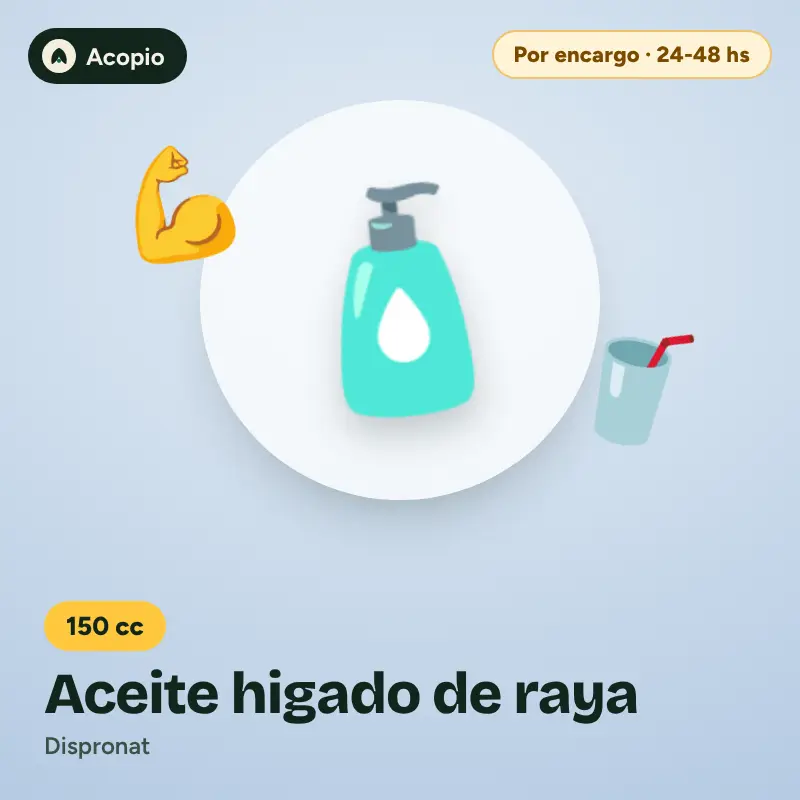 Acopio
Por encargo · 24-48 hs
150 cc
Aceite higado de raya
Dispronat